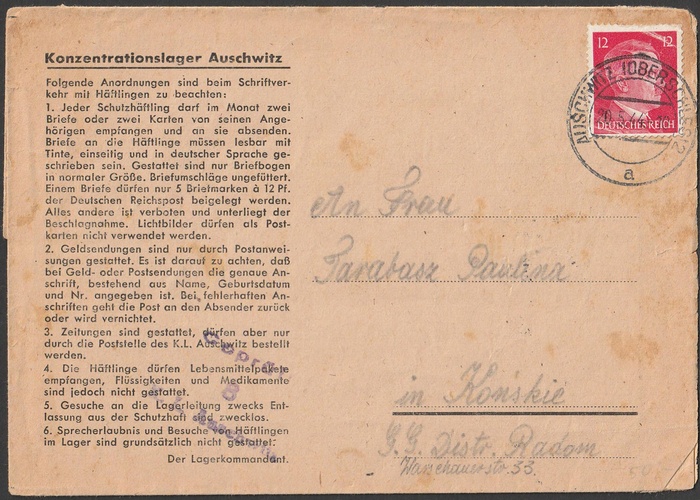 Konzentrationslager Auschwitz
Folgende Anordnungen sind beim Schriftver-
kehr mit Häftlingen zu beachten:
1. Jeder Schutzhäftling darf im Monat zwei
Briefe oder zwei Karten von seinen Ange-
hörigen empfangen und an sie absenden.
Briefe an die Häftlinge müssen lesbar mit
Tinte, einseitig und in deutscher Sprache ge-
schrieben sein. Gestattet sind nur Briefbogen
in normaler Größe. Briefumschläge ungefüttert.
Einem Briefe dürfen nur 5 Briefmarken à 12 Pf.
der Deutschen Reichspost beigelegt werden.
Alles andere ist verboten und unterliegt der
Beschlagnahme. Lichtbilder dürfen als Post-
karten nicht verwendet werden.
2. Geldsendungen sind nur durch Postanwei-
sungen gestattet. Es ist darauf zu achten, daß
bei Geld- oder Postsendungen die genaue An-
schrift, bestehend aus Name, Geburtsdatum
und Nr. angegeben ist. Bei fehlerhaften An-
schriften geht die Post an den Absender zurück
oder wird vernichtet.
3. Zeitungen sind gestattet, dürfen aber nur
durch die Poststelle des K.L. Auschwitz bestellt
werden.
4. Die Häftlinge dürfen Lebensmittelpakete
empfangen, Flüssigkeiten und Medikamente
sind jedoch nicht gestattet.
5. Gesuche an die Lagerleitung zwecks Ent-
lassung aus der Schutzhaft sind zwecklos.
6. Sprecherlaubnis und Besuche von Häftlingen
im Lager sind grundsätzlich nicht gestattet.
Der Lagerkommandant.
8
12 12
DEUTSCHES REICH
AUSCHWITZ (OBERSCHLES) 2
a
An Frau
Tarabasz Paulina
in Końskie
G.G. Distr. Radom
Warschauerstr. 33.